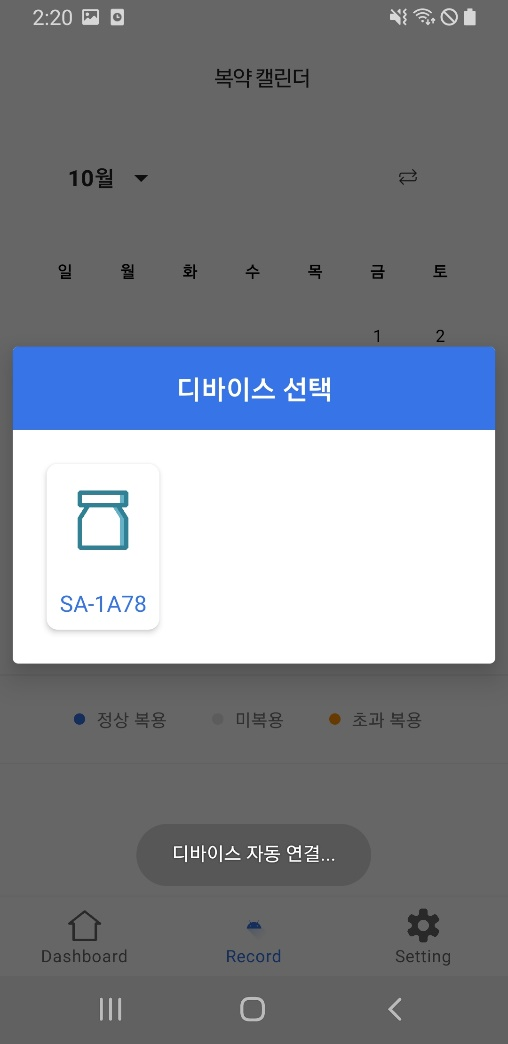 2:20
복약 캘린더
10월
일 월 화 수 목 금 토
1 2
디바이스 선택
SA-1A78
정상 복용 미복용 초과 복용
디바이스 자동 연결...
Dashboard Record Setting